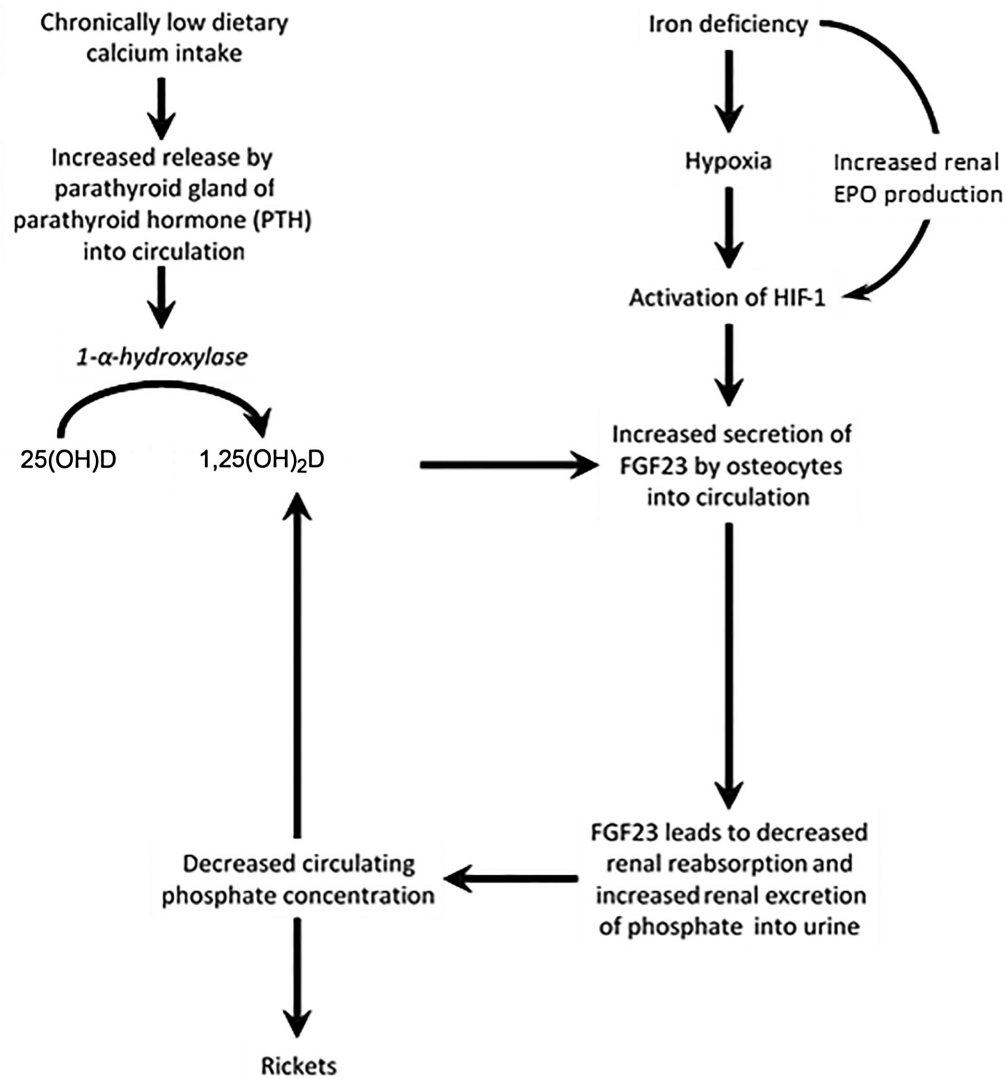 Chronically low dietary
calcium intake
Increased release by
parathyroid gland of
parathyroid hormone (PTH)
into circulation
1-α-hydroxylase
25(OH)D
1,25(OH)₂D
Iron deficiency
Hypoxia
Increased renal
EPO production
Activation of HIF-1
Increased secretion of
FGF23 by osteocytes
into circulation
FGF23 leads to decreased
renal reabsorption and
increased renal excretion
of phosphate into urine
Decreased circulating
phosphate concentration
Rickets